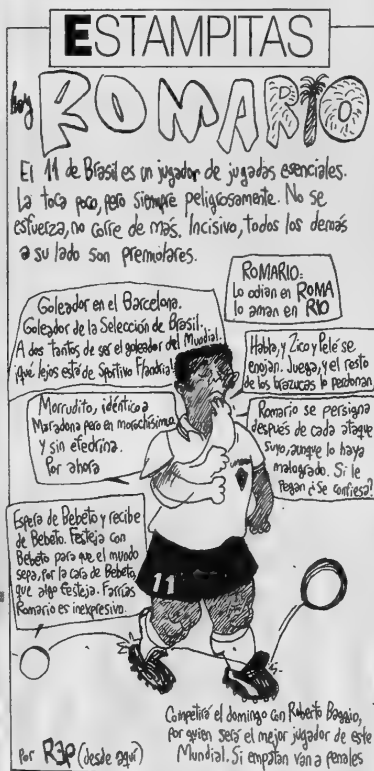 ESTAMPITAS
hoy ROMARIO
El 11 de Brasil es un jugador de jugadas esenciales.
La toca poco, pero siempre peligrosamente. No se
esfuerza, no corre de más. Incisivo, todos los demás
a su lado son premolares.
ROMARIO:
Lo odian en ROMA
lo aman en RIO
Goleador en el Barcelona.
Goleador de la Selección de Brasil.
A dos tantos de ser el goleador del Mundial.
¡qué lejos está de Sportivo Flandria!
Habla, y Zico y Pelé se
enojan. Juega, y el resto
de los brazucas lo perdonan.
Morrudito, idéntico a
Maradona pero en morochísimo
y sin efedrina.
Por ahora
Romario se persigna
después de cada ataque
suyo, aunque lo haya
malogrado. Si le
pegan ¿Se confiesa?
Espera de Bebeto y recibe
de Bebeto. Festeja con
Bebeto para que el mundo
sepa, por la cara de Bebeto,
que algo festeja. Farrías
Romario es inexpresivo.
11
Competirá el domingo con Roberto Baggio,
por quien será el mejor jugador de este
Mundial. Si empatan van a penales
Por REP (desde aquí)